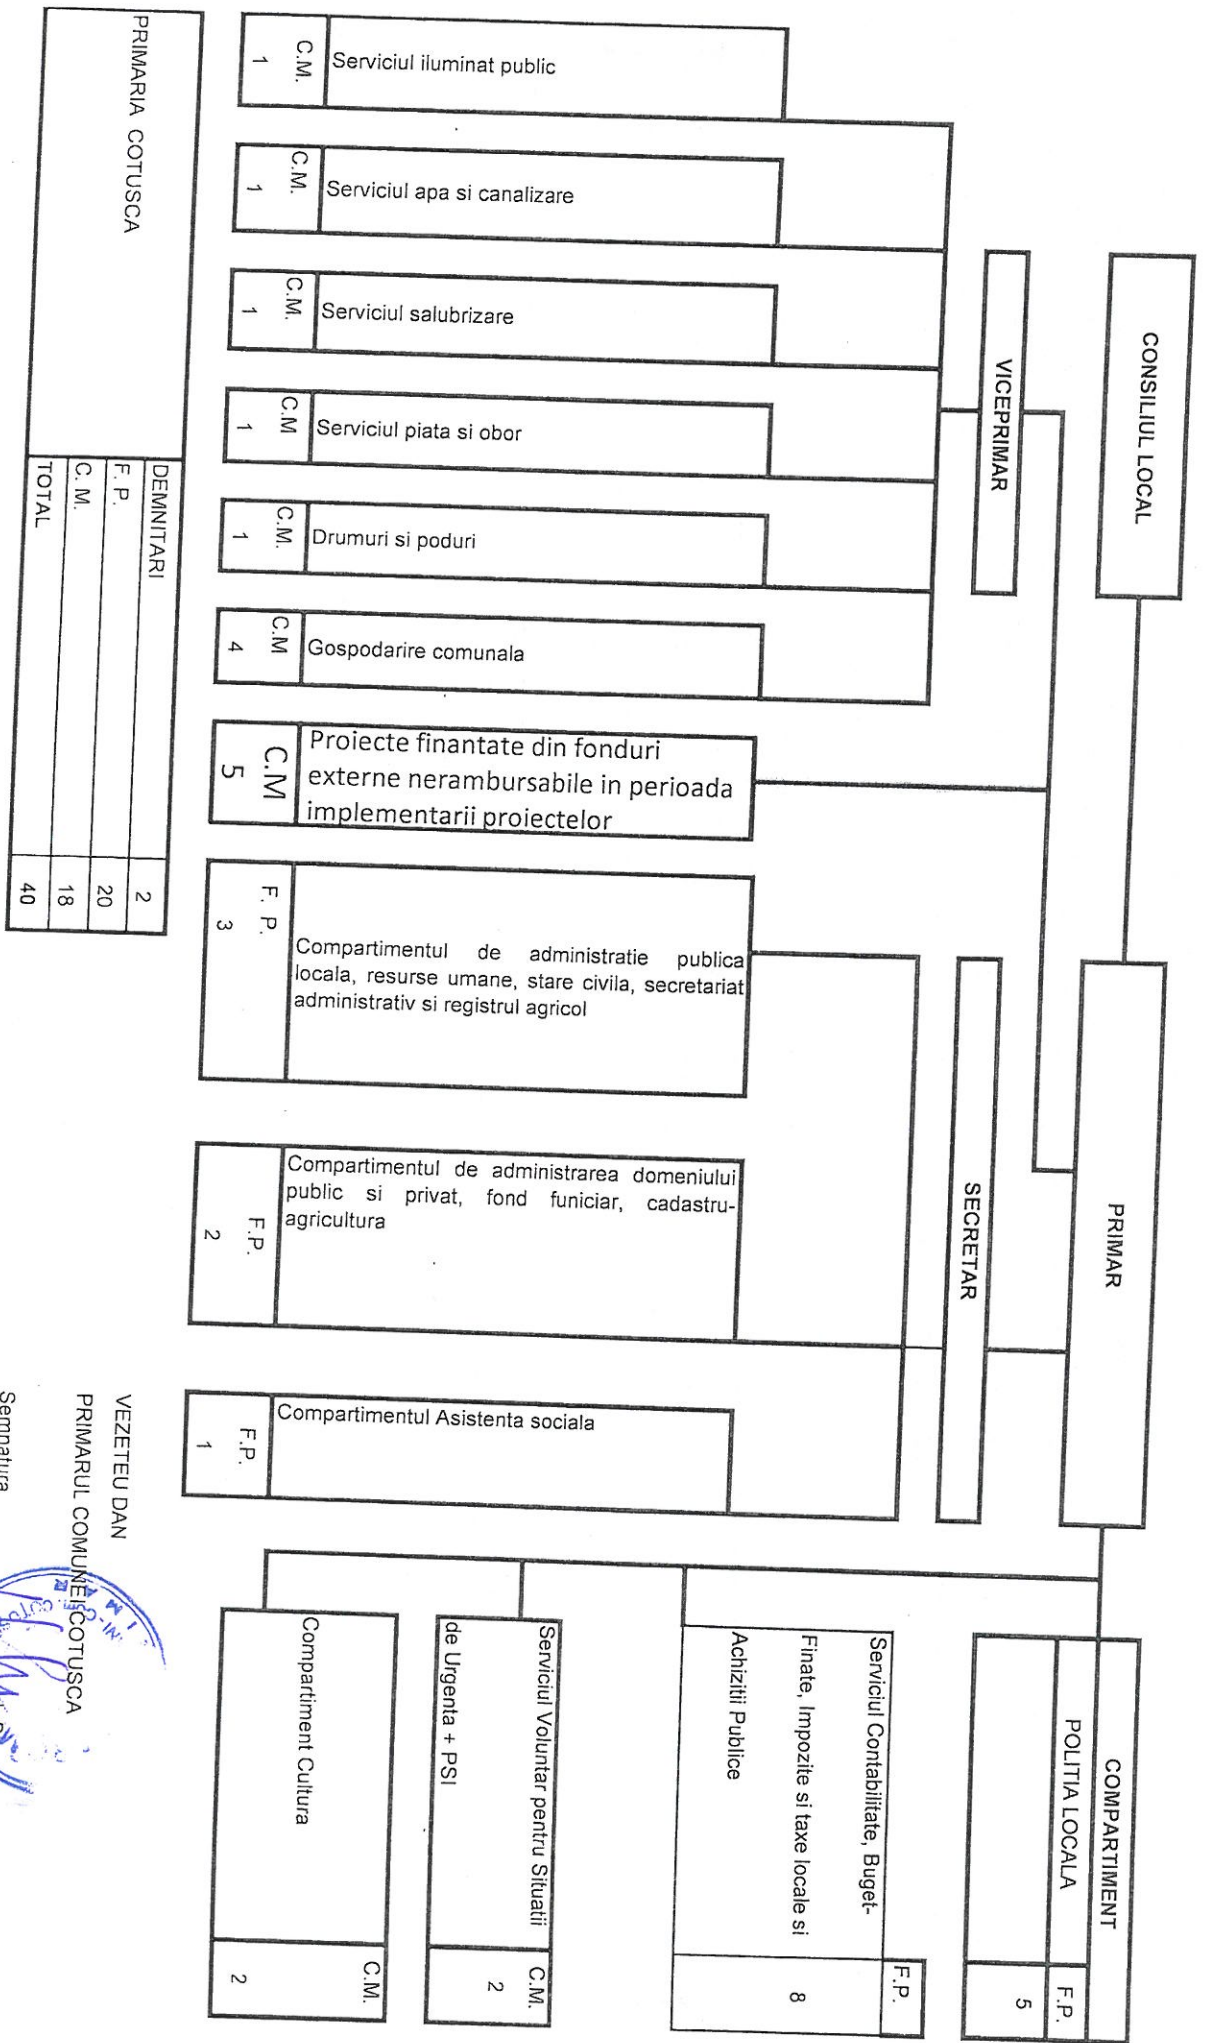 CONSILIUL LOCAL
PRIMAR
VICEPRIMAR
SECRETAR
COMPARTIMENT
POLITIA LOCALA
F.P.
5
Serviciul Contabilitate, Buget-
Finate, Impozite si taxe locale si
Achizitii Publice
F.P.
8
Serviciul Voluntar pentru Situatii
de Urgenta + PSI
C.M.
2
Compartiment Cultura
C.M.
2
Serviciul iluminat public
C.M.
1
Serviciul apa si canalizare
C.M.
1
Serviciul salubrizare
C.M.
1
Serviciul piata si obor
C.M
1
Drumuri si poduri
C.M.
1
Gospodarire comunala
C.M
4
Proiecte finantate din fonduri
externe nerambursabile in perioada
implementarii proiectelor
C.M
5
Compartimentul de administratie publica
locala, resurse umane, stare civila, secretariat
administrativ si registrul agricol
F. P.
3
Compartimentul de administrarea domeniului
public si privat, fond funiciar, cadastru-
agricultura
F.P.
2
Compartimentul Asistenta sociala
F.P.
1
PRIMARIA COTUSCA
DEMNITARI 2
F. P. 20
C. M. 18
TOTAL 40
VEZETEU DAN
PRIMARUL COMUNEI COTUSCA
Semnatura